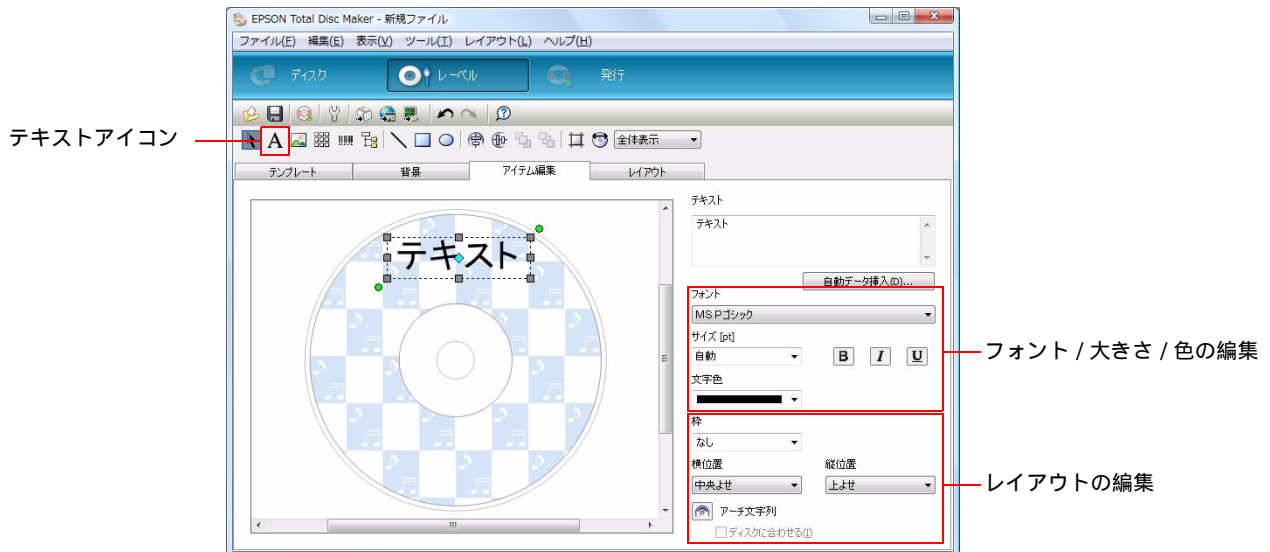 EPSON Total Disc Maker - 新規ファイル
ファイル(F) 編集(E) 表示(V) ツール(T) レイアウト(L) ヘルプ(H)
ディスク レーベル 発行
テキストアイコン
A 全体表示
テンプレート 背景 アイテム編集 レイアウト
テキスト
テキスト
テキスト
自動データ挿入(D)...
フォント
MS Pゴシック
サイズ [pt]
自動 B I U
フォント / 大きさ / 色の編集
文字色
枠
なし
横位置 縦位置
中央よせ 上よせ
レイアウトの編集
アーチ文字列
ディスクに合わせる(I)